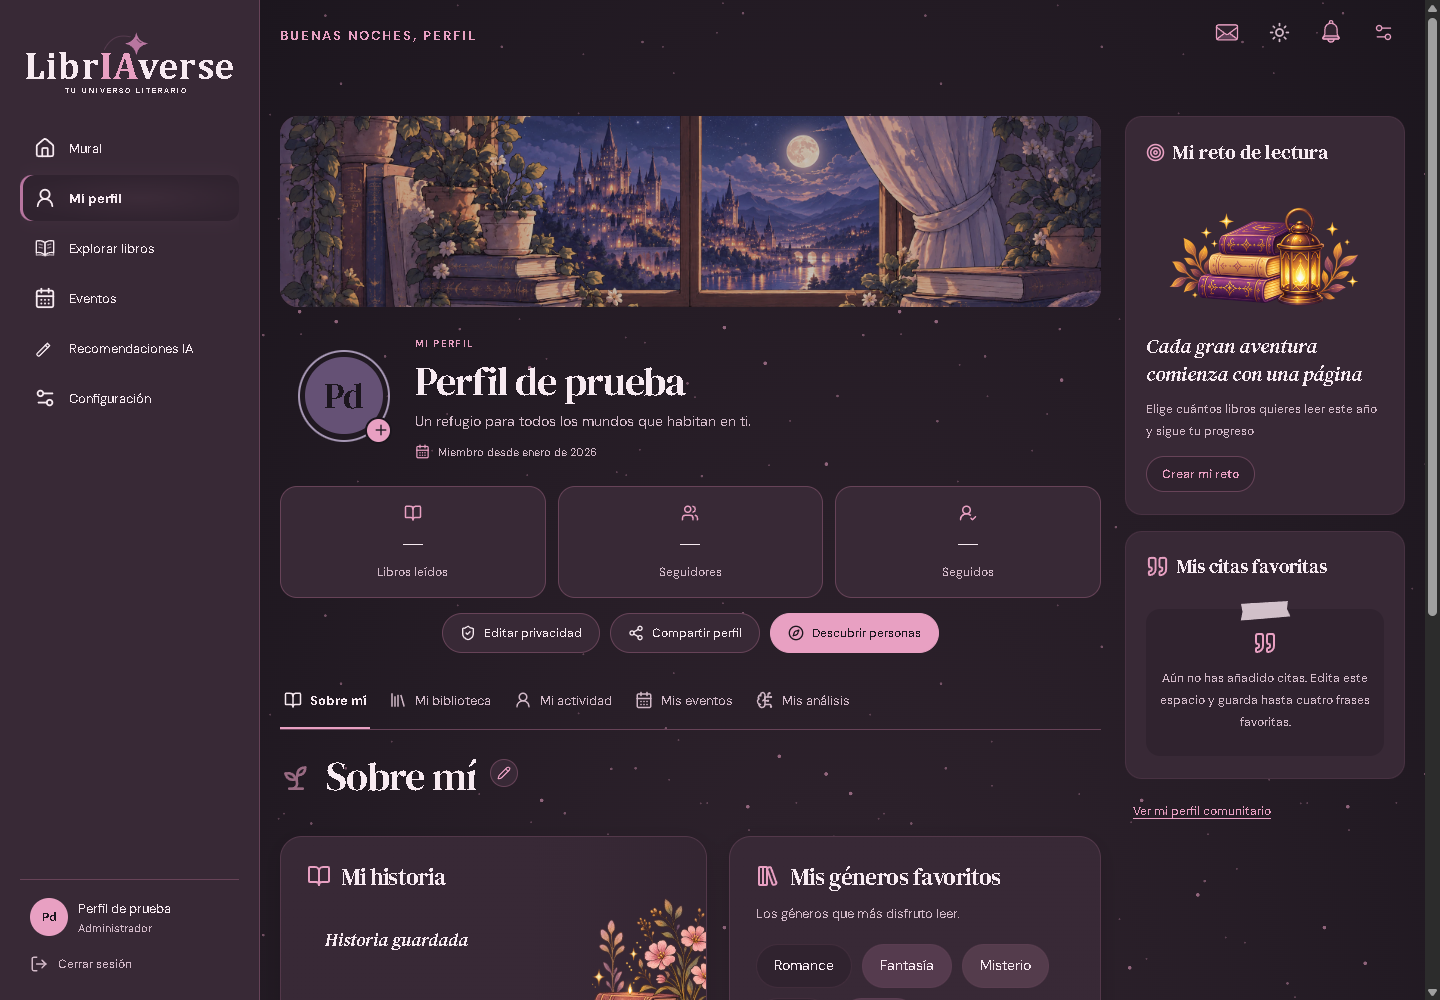 LibrIAverse
TU UNIVERSO LITERARIO
Mural
Mi perfil
Explorar libros
Eventos
Recomendaciones IA
Configuración
Pd
Perfil de prueba
Administrador
Cerrar sesión
BUENAS NOCHES, PERFIL
Pd
MI PERFIL
Perfil de prueba
Un refugio para todos los mundos que habitan en ti.
Miembro desde enero de 2026
Libros leídos
Seguidores
Seguidos
Editar privacidad
Compartir perfil
Descubrir personas
Sobre mí
Mi biblioteca
Mi actividad
Mis eventos
Mis análisis
Sobre mí
Mi historia
Historia guardada
Mis géneros favoritos
Los géneros que más disfruto leer.
Romance
Fantasía
Misterio
Mi reto de lectura
Cada gran aventura
comienza con una página
Elige cuántos libros quieres leer este año
y sigue tu progreso
Crear mi reto
Mis citas favoritas
Aún no has añadido citas. Edita este
espacio y guarda hasta cuatro frases
favoritas.
Ver mi perfil comunitario